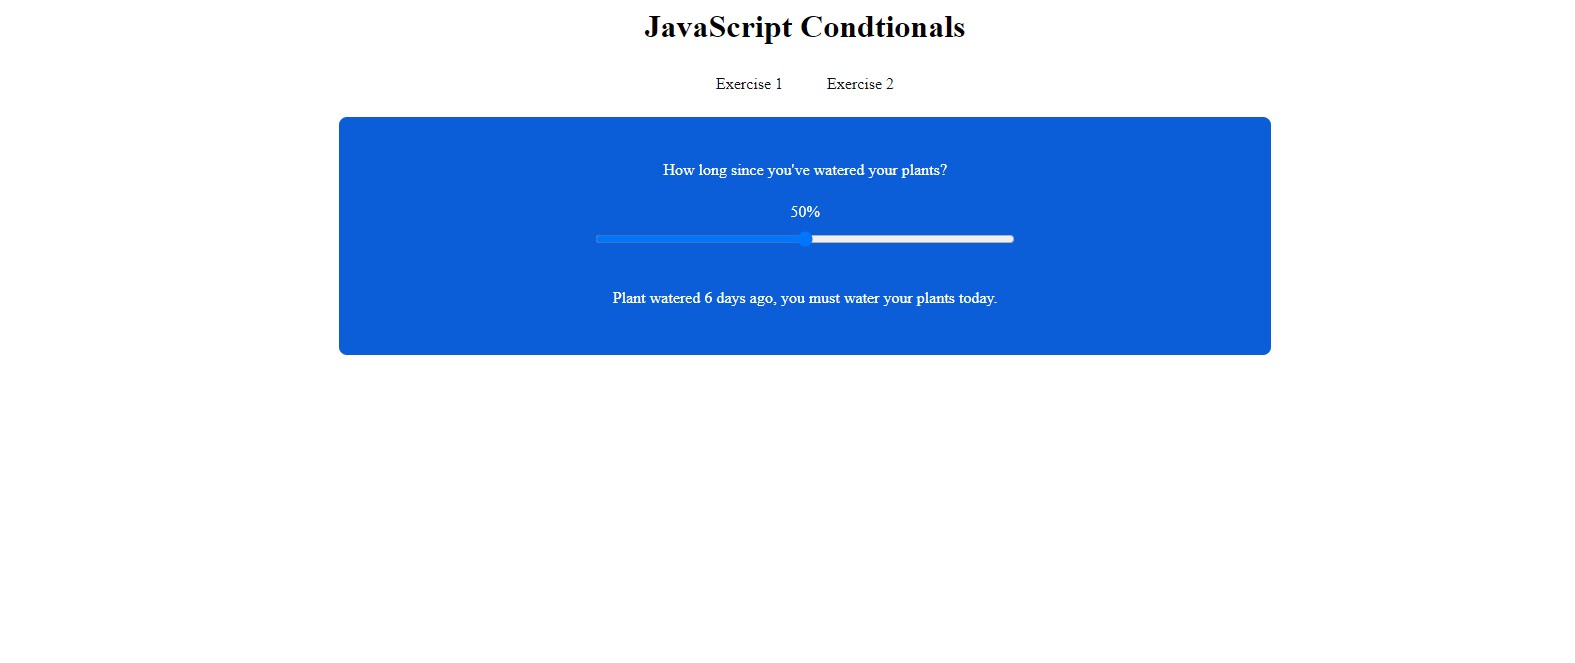 JavaScript Condtionals
Exercise 1 Exercise 2
How long since you've watered your plants?
50%
Plant watered 6 days ago, you must water your plants today.